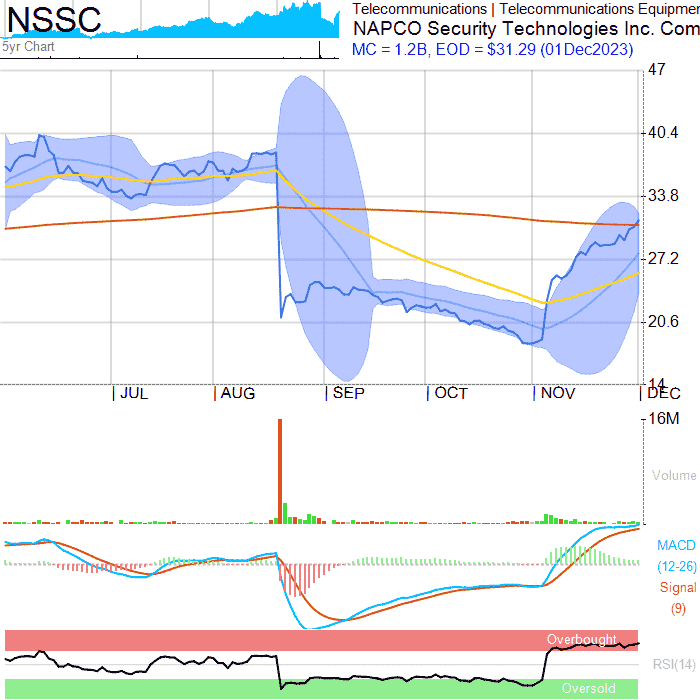 NSSC
5yr Chart
Telecommunications | Telecommunications Equipmen
NAPCO Security Technologies Inc. Com
MC = 1.2B, EOD = $31.29 (01Dec2023)
47
40.4
33.8
27.2
20.6
14
JUL
AUG
SEP
OCT
NOV
DEC
16M
Volume
MACD
(12-26)
Signal
(9)
Overbought
RSI(14)
Oversold